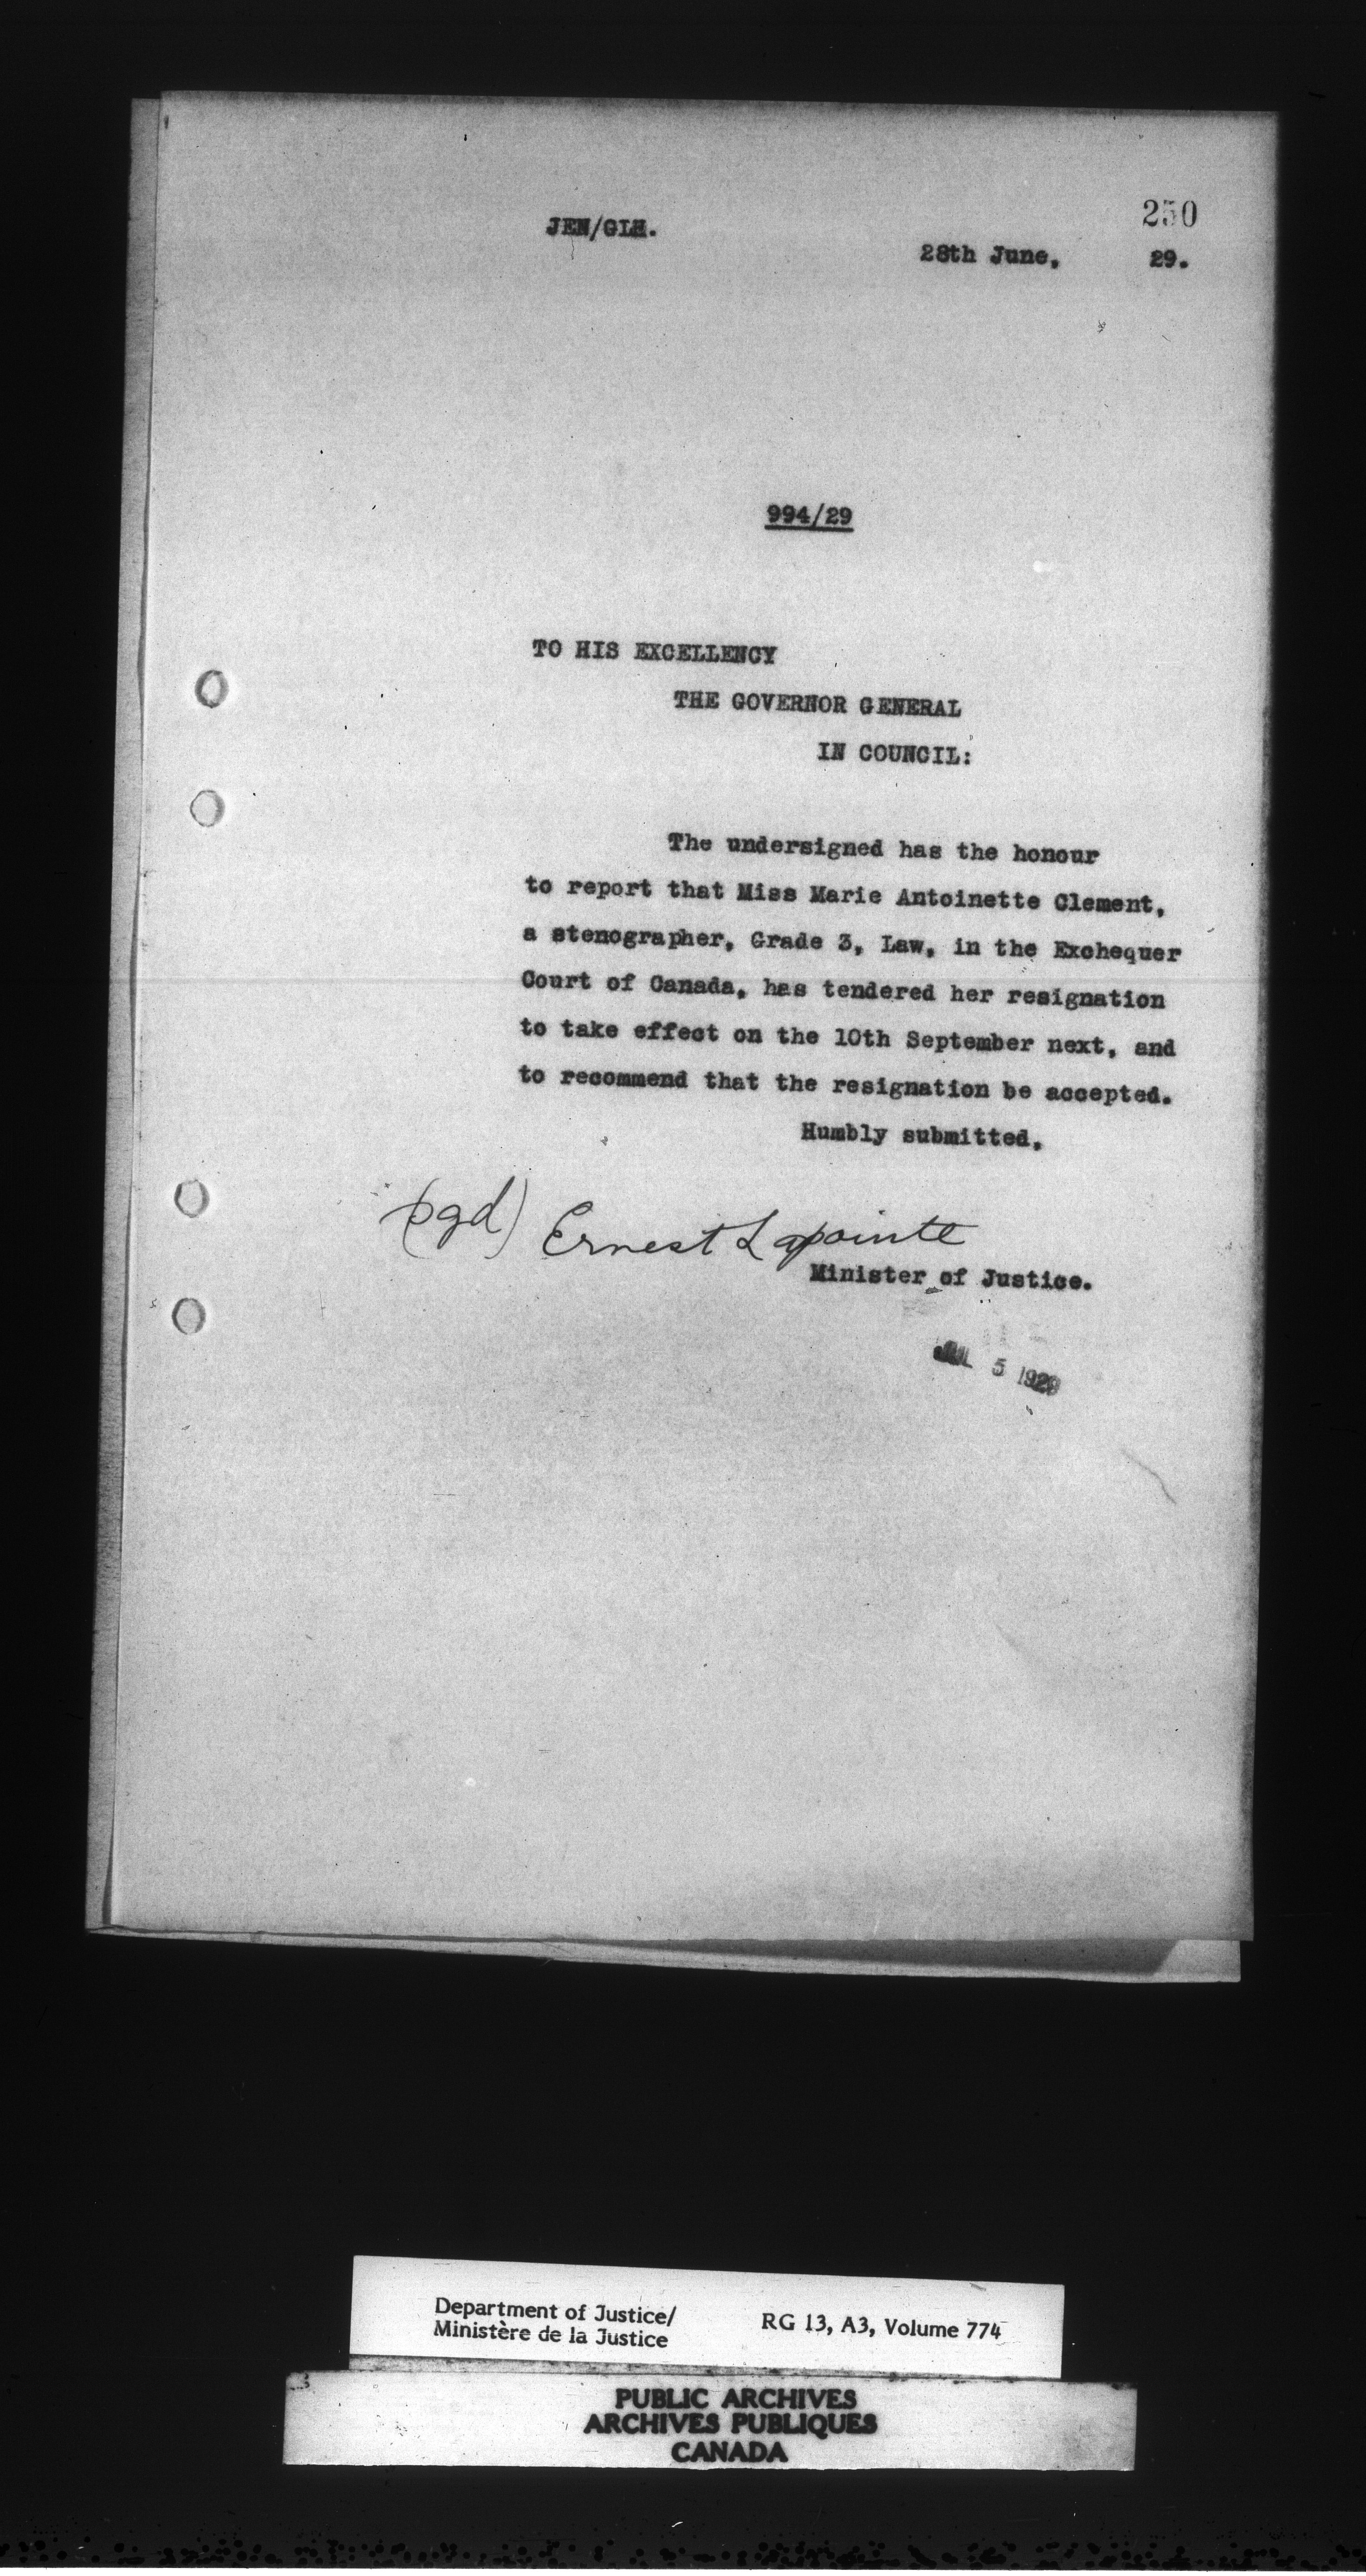 250
JEN/GLH.
28th June, 29.
994/29
TO HIS EXCELLENCY
THE GOVERNOR GENERAL
IN COUNCIL:
The undersigned has the honour
to report that Miss Marie Antoinette Clement,
a stenographer, Grade 3, Law, in the Exchequer
Court of Canada, has tendered her resignation
to take effect on the 10th September next, and
to recommend that the resignation be accepted.
Humbly submitted,
(sgd) Ernest Lapointe
Minister of Justice.
JUL 5 1929
Department of Justice/
Ministère de la Justice
RG 13, A3, Volume 774
PUBLIC ARCHIVES
ARCHIVES PUBLIQUES
CANADA